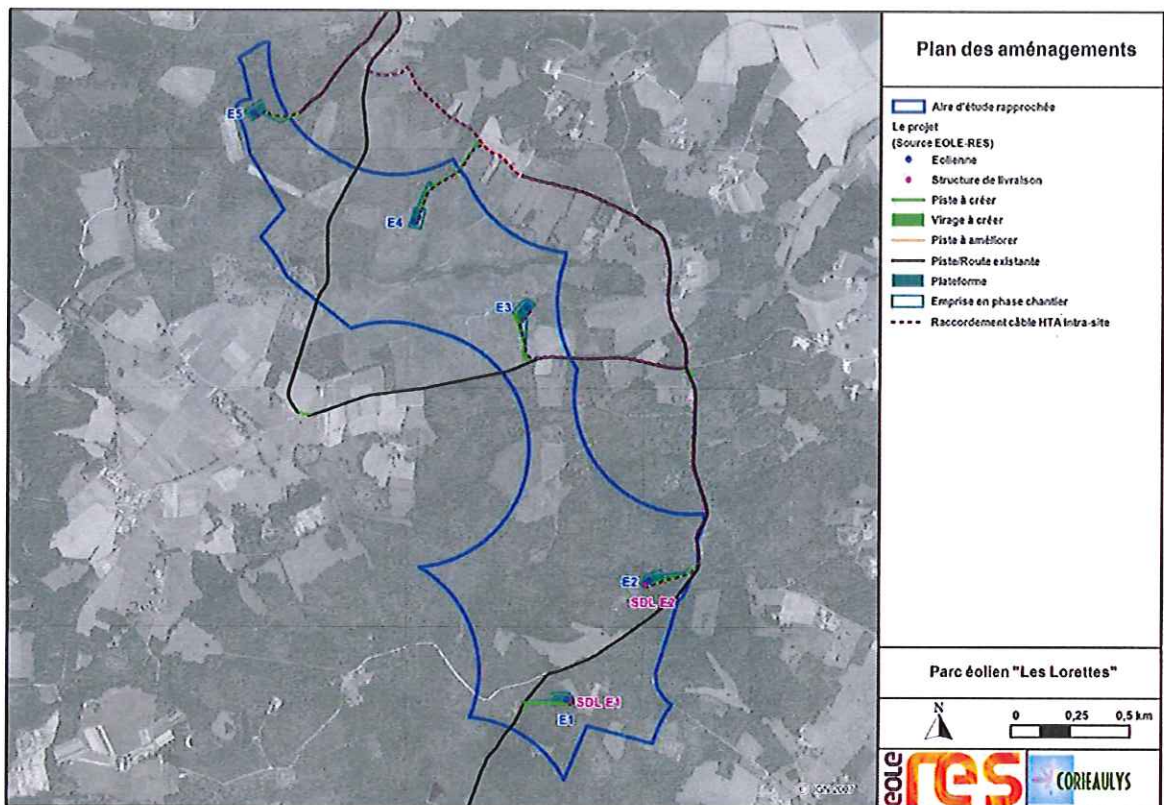 Plan des aménagements
Aire d'étude rapprochée
Le projet
(Source EOLE-RES)
Eolienne
Structure de livraison
Piste à créer
Virage à créer
Piste à améliorer
Piste/Route existante
Plateforme
Emprise en phase chantier
Raccordement câble HTA Intra-site
E5
E4
E3
E2
SDL E2
SDL E1
E1
Parc éolien "Les Lorettes"
N
0 0,25 0,5 km
eole res
CORIEAULYS